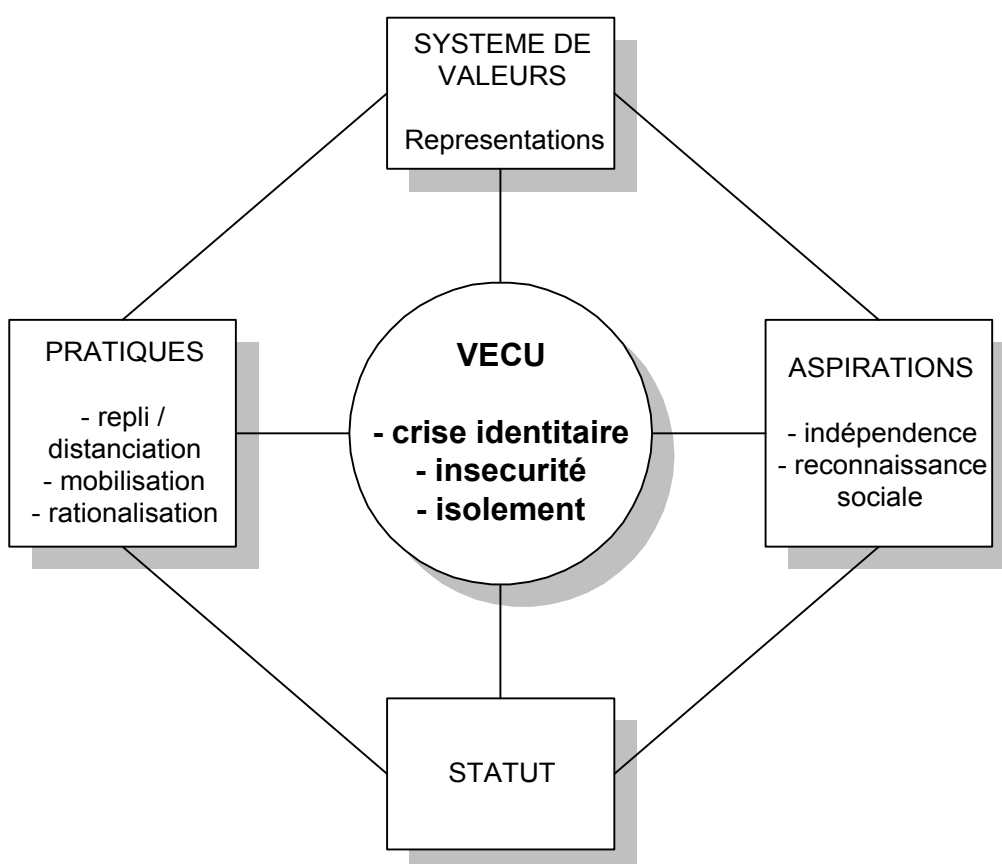 SYSTEME DE
VALEURS
Representations
PRATIQUES
- repli /
distanciation
- mobilisation
- rationalisation
VECU
- crise identitaire
- insecurité
- isolement
ASPIRATIONS
- indépendence
- reconnaissance
sociale
STATUT